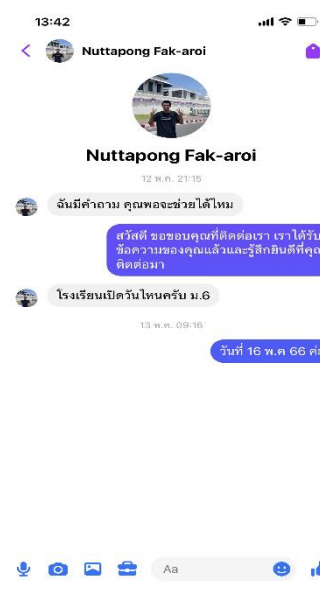 13:42
Nuttapong Fak-aroi
Nuttapong Fak-aroi
12 พ.ค. 21:15
ฉันมีคำถาม คุณพอจะช่วยได้ไหม
สวัสดี ขอขอบคุณที่ติดต่อเรา เราได้รับ
ข้อความของคุณแล้วและรู้สึกยินดีที่คุณ
ติดต่อมา
โรงเรียนเปิดวันไหนครับ ม.6
13 พ.ค. 09:16
วันที่ 16 พ.ค 66
Aa